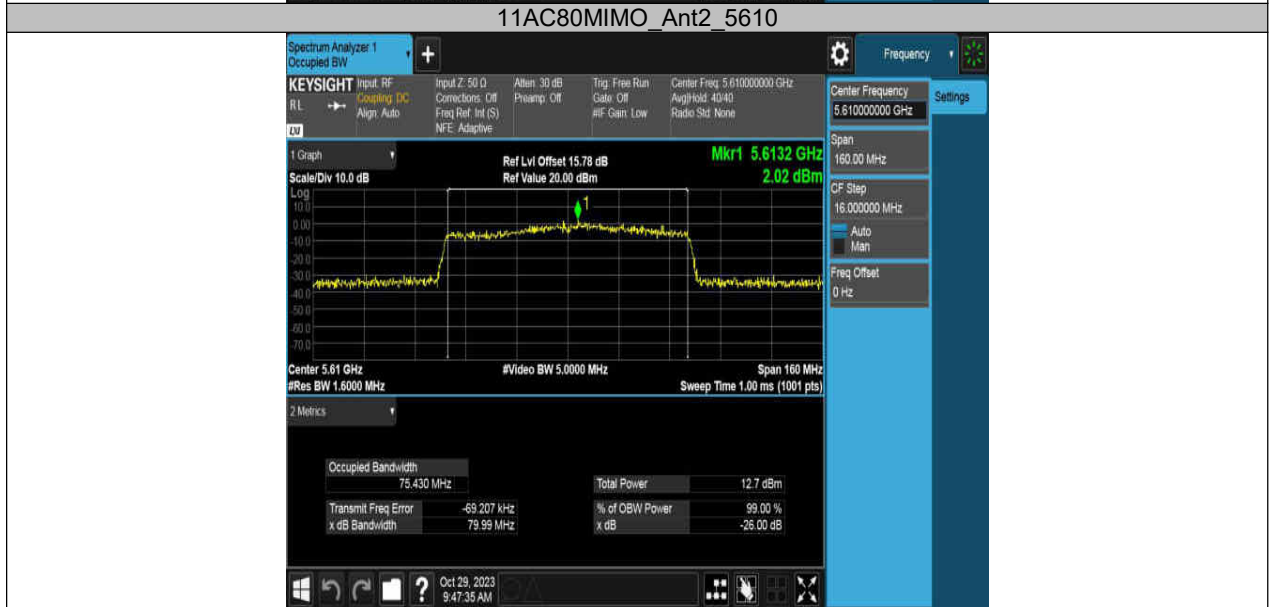 11AC80MIMO_Ant2_5610
Spectrum Analyzer 1
Occupied BW
+
Frequency
KEYSIGHT
RL
Input: RF
Coupling: DC
Align: Auto
Input Z: 50 Ω
Corrections: Off
Freq Ref: Int (S)
NFE: Adaptive
Atten: 30 dB
Preamp: Off
Trig: Free Run
Gate: Off
#IF Gain: Low
Center Freq: 5.610000000 GHz
Avg|Hold: 40/40
Radio Std: None
Center Frequency
5.610000000 GHz
Settings
Span
160.00 MHz
CF Step
16.000000 MHz
Auto
Man
Freq Offset
0 Hz
1 Graph
Scale/Div 10.0 dB
Ref Lvl Offset 15.78 dB
Ref Value 20.00 dBm
Mkr1 5.6132 GHz
2.02 dBm
Log
10.0
0.00
-10.0
-20.0
-30.0
-40.0
-50.0
-60.0
-70.0
1
Center 5.61 GHz
#Video BW 5.0000 MHz
Span 160 MHz
#Res BW 1.6000 MHz
Sweep Time 1.00 ms (1001 pts)
2 Metrics
Occupied Bandwidth
75.430 MHz
Total Power 12.7 dBm
Transmit Freq Error -69.207 kHz
% of OBW Power 99.00 %
x dB Bandwidth 79.99 MHz
x dB -26.00 dB
?
Oct 29, 2023
9:47:35 AM